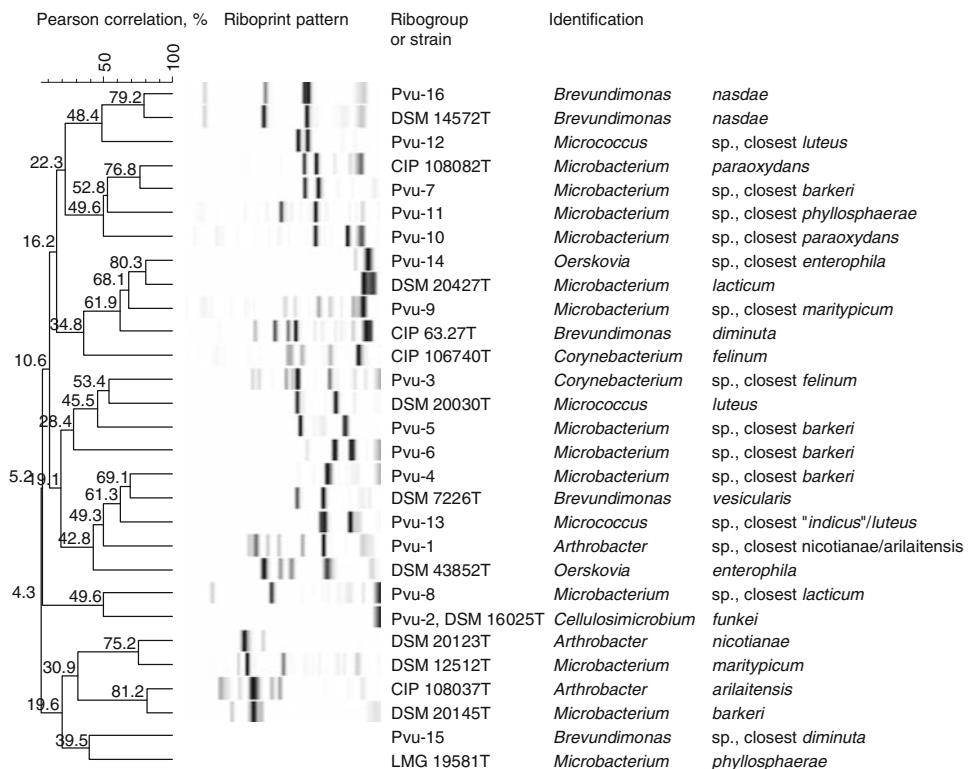 Pearson correlation, % Riboprint pattern Ribogroup or strain Identification
50 100
79.2 Pvu-16 Brevundimonas nasdae
48.4 DSM 14572T Brevundimonas nasdae
Pvu-12 Micrococcus sp., closest luteus
22.3 76.8 CIP 108082T Microbacterium paraoxydans
52.8 Pvu-7 Microbacterium sp., closest barkeri
49.6 Pvu-11 Microbacterium sp., closest phyllosphaerae
16.2 Pvu-10 Microbacterium sp., closest paraoxydans
80.3 Pvu-14 Oerskovia sp., closest enterophila
68.1 DSM 20427T Microbacterium lacticum
61.9 Pvu-9 Microbacterium sp., closest maritypicum
34.8 CIP 63.27T Brevundimonas diminuta
10.6 CIP 106740T Corynebacterium felinum
53.4 Pvu-3 Corynebacterium sp., closest felinum
45.5 DSM 20030T Micrococcus luteus
28.4 Pvu-5 Microbacterium sp., closest barkeri
Pvu-6 Microbacterium sp., closest barkeri
5.2 19.1 69.1 Pvu-4 Microbacterium sp., closest barkeri
61.3 DSM 7226T Brevundimonas vesicularis
49.3 Pvu-13 Micrococcus sp., closest "indicus"/luteus
42.8 Pvu-1 Arthrobacter sp., closest nicotianae/arilaitensis
DSM 43852T Oerskovia enterophila
4.3 49.6 Pvu-8 Microbacterium sp., closest lacticum
Pvu-2, DSM 16025T Cellulosimicrobium funkei
75.2 DSM 20123T Arthrobacter nicotianae
30.9 DSM 12512T Microbacterium maritypicum
81.2 CIP 108037T Arthrobacter arilaitensis
19.6 DSM 20145T Microbacterium barkeri
39.5 Pvu-15 Brevundimonas sp., closest diminuta
LMG 19581T Microbacterium phyllosphaerae